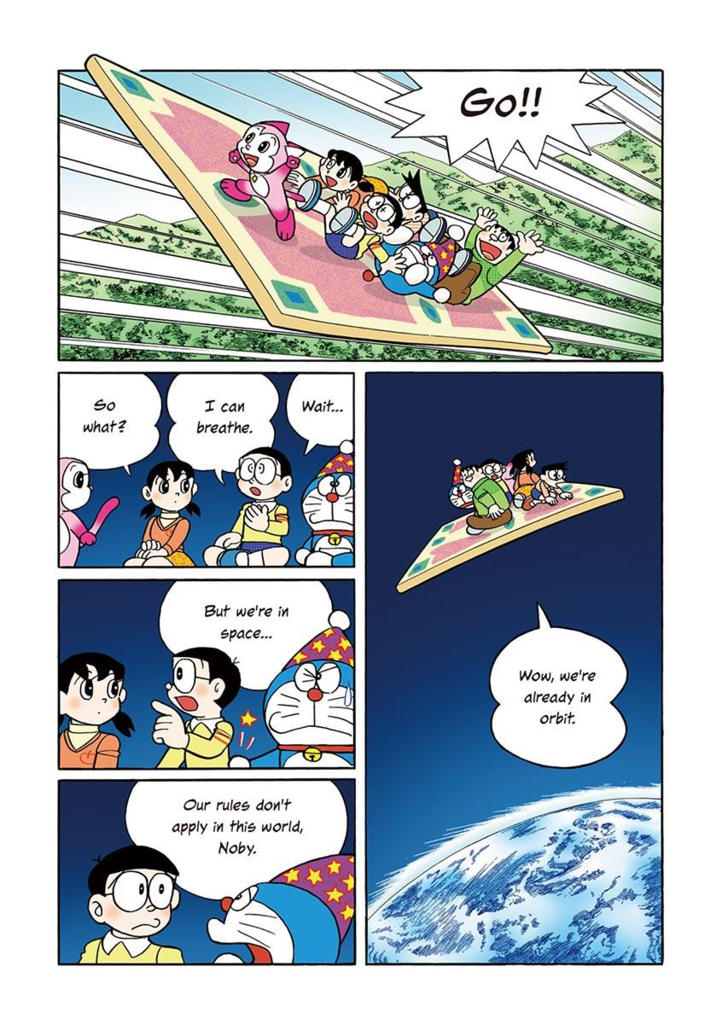 Go!!
Wow, we're
already in
orbit.
Wait...
I can
breathe.
So
what?
But we're in
space...
Our rules don't
apply in this world,
Noby.